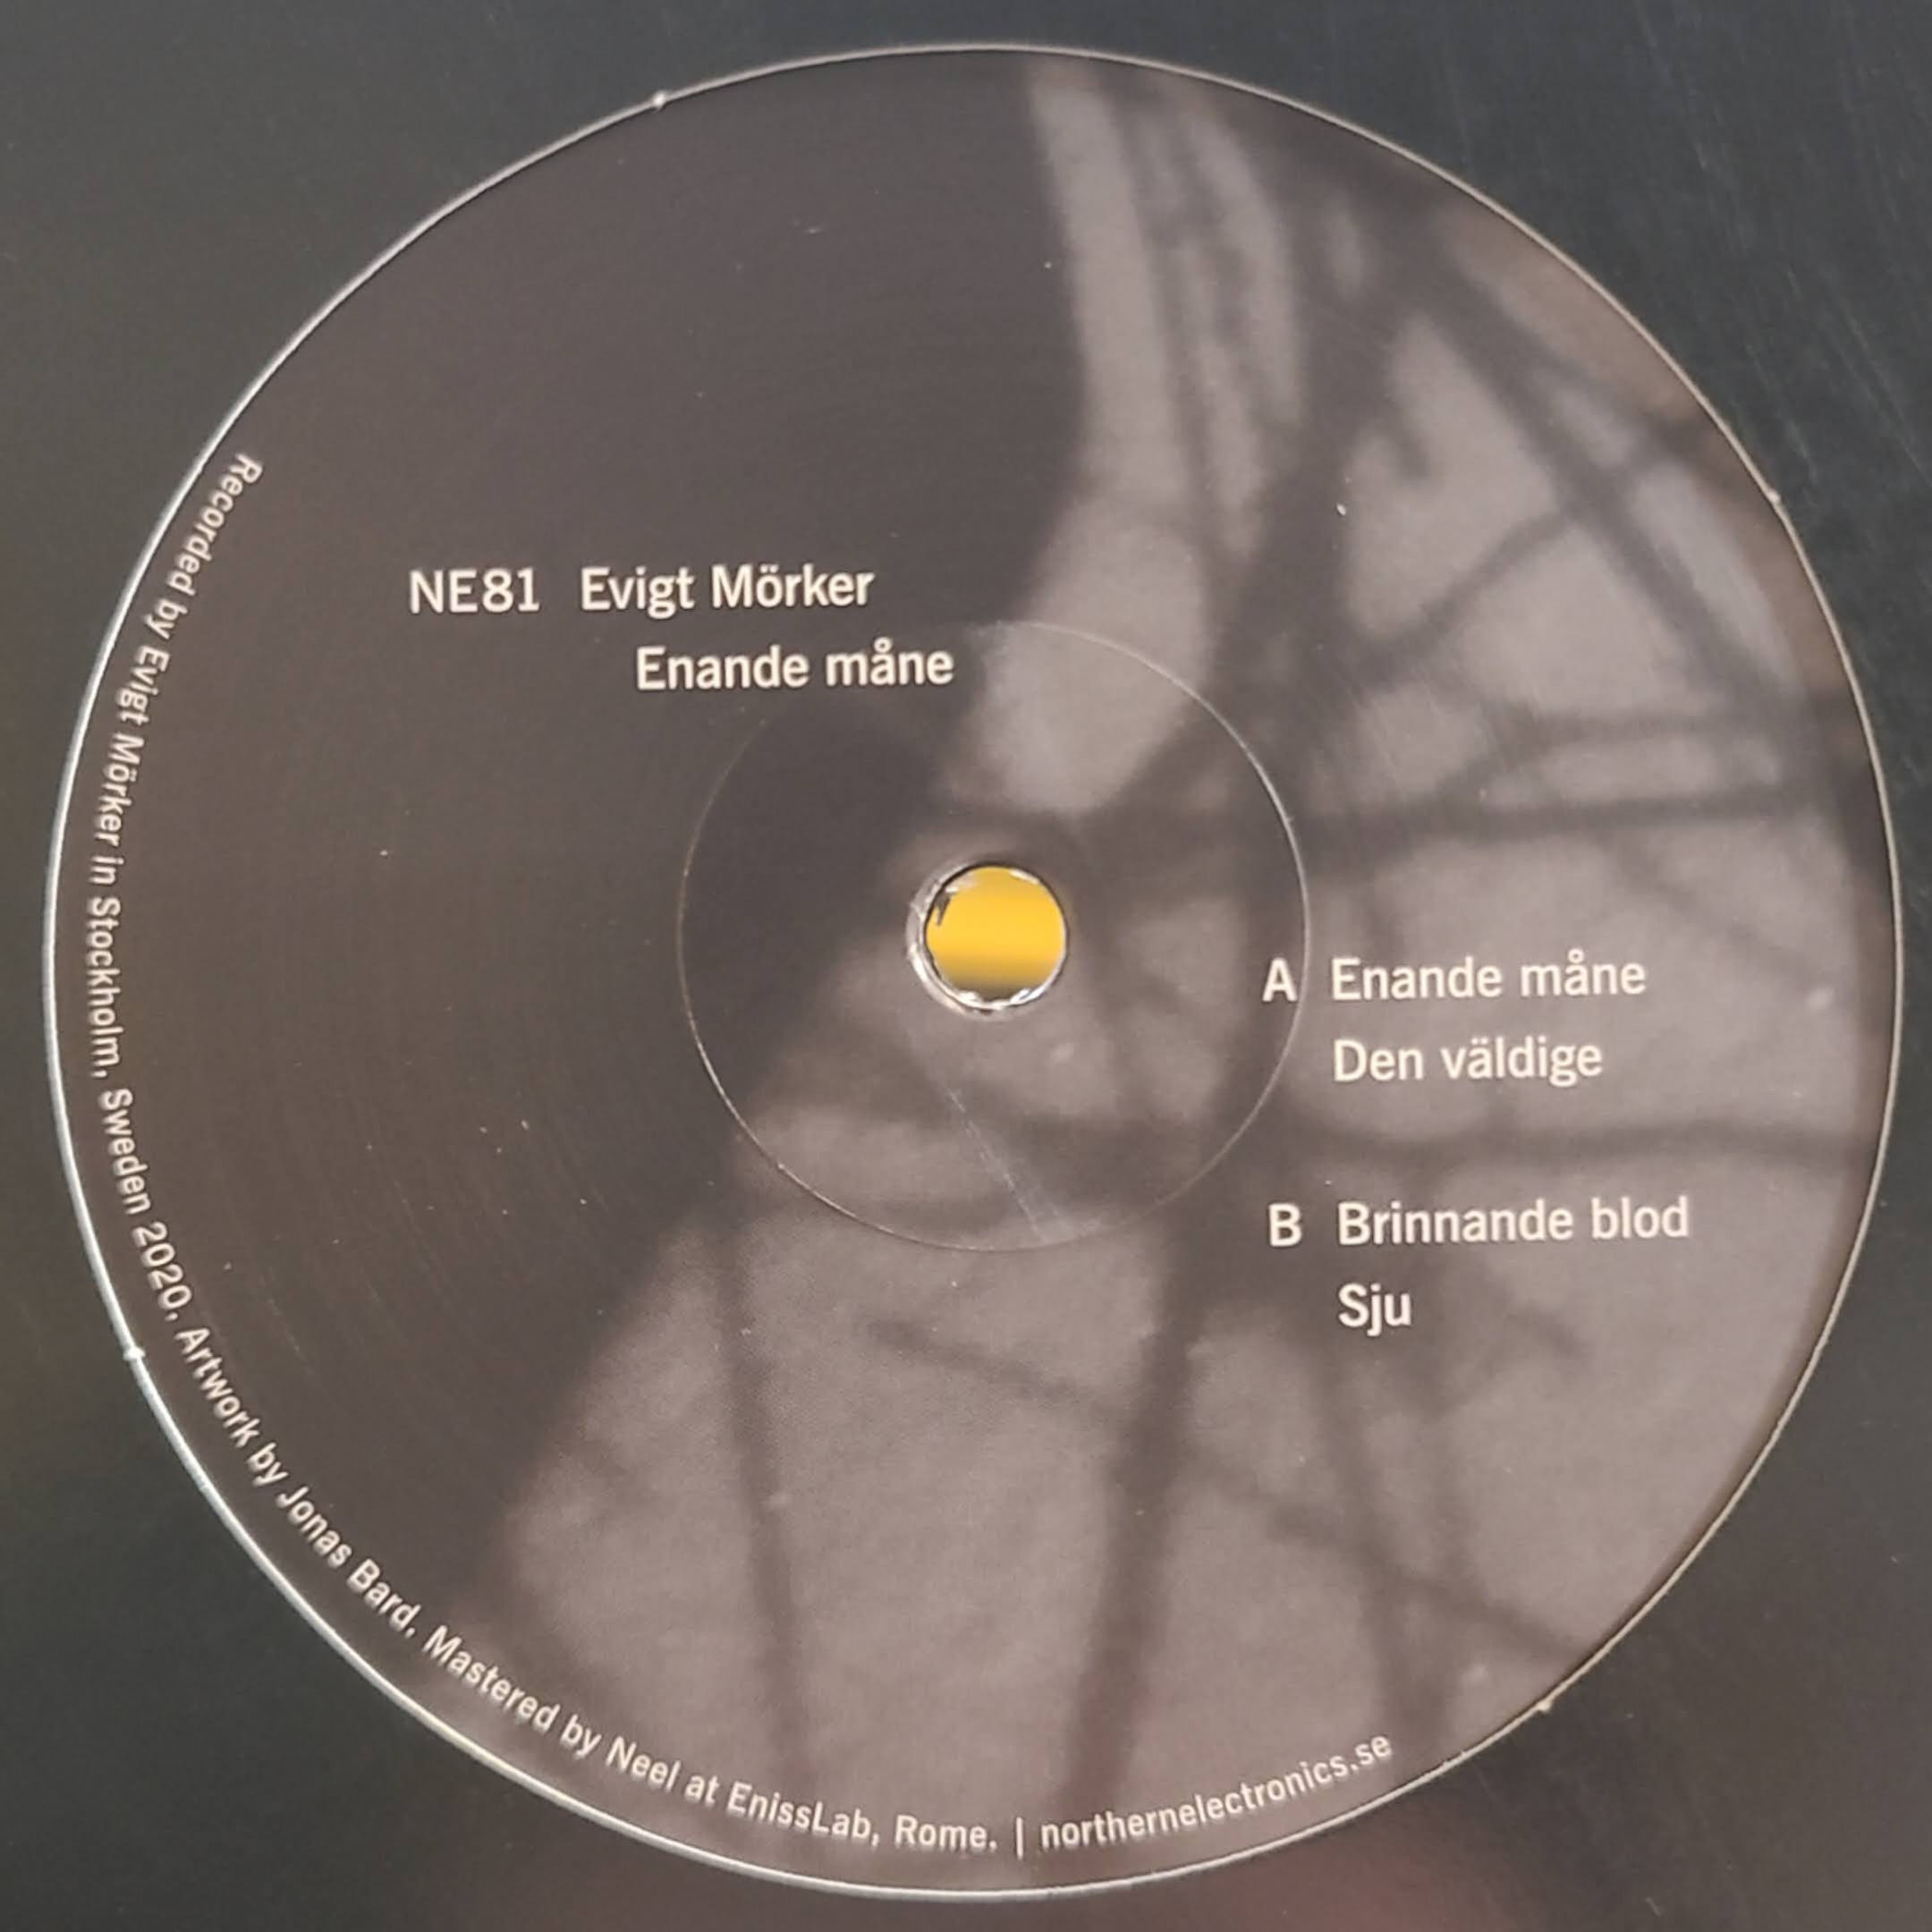 NE81 Evigt Mörker
Enande måne
A Enande måne
Den väldige
B Brinnande blod
Sju
Recorded by Evigt Mörker in Stockholm, Sweden 2020. Artwork by Jonas Bard. Mastered by Neel at EnissLab, Rome. | northernelectronics.se